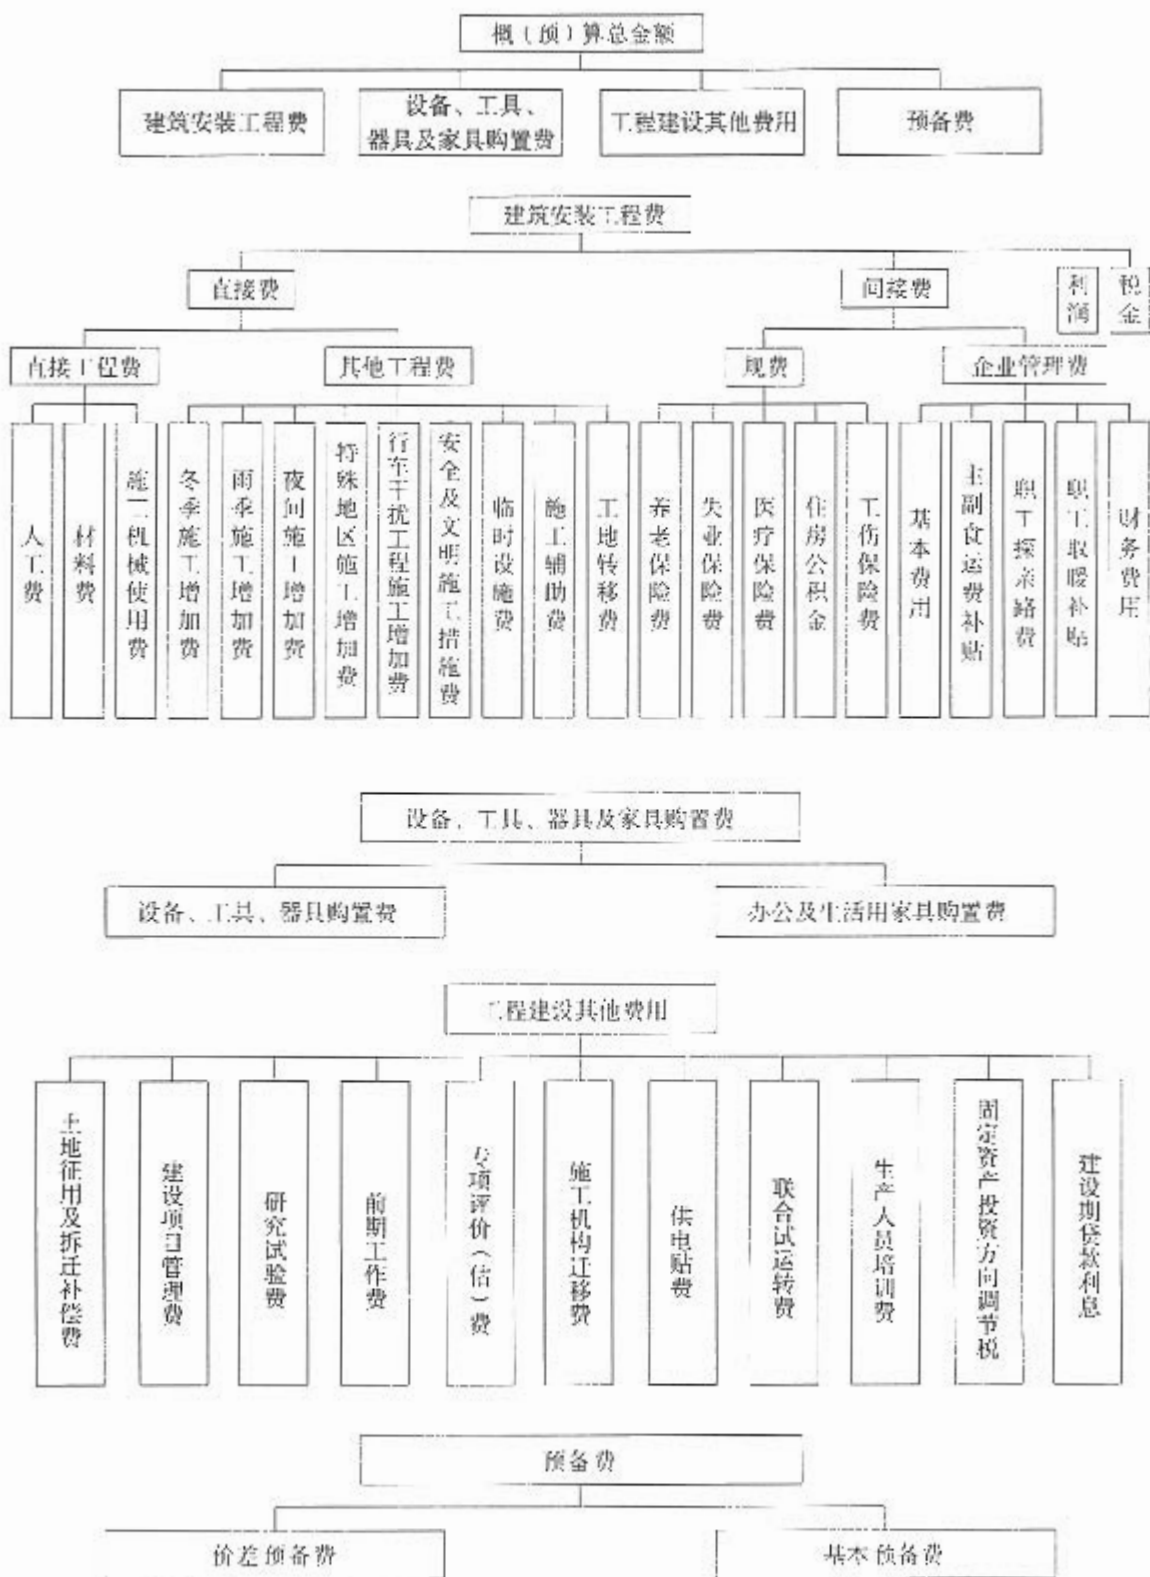 概（预）算总金额
建筑安装工程费
设备、工具、
器具及家具购置费
工程建设其他费用
预备费
建筑安装工程费
直接费
间接费
利润
税金
直接工程费
其他工程费
规费
企业管理费
人工费
材料费
施工机械使用费
冬季施工增加费
雨季施工增加费
夜间施工增加费
特殊地区施工增加费
行车干扰工程施工增加费
安全及文明施工措施费
临时设施费
施工辅助费
工地转移费
养老保险费
失业保险费
医疗保险费
住房公积金
工伤保险费
基本费用
主副食运费补贴
职工探亲路费
职工取暖补贴
财务费用
设备、工具、器具及家具购置费
设备、工具、器具购置费
办公及生活用家具购置费
工程建设其他费用
土地征用及拆迁补偿费
建设项目管理费
研究试验费
前期工作费
专项评价（估）费
施工机构迁移费
供电贴费
联合试运转费
生产人员培训费
固定资产投资方向调节税
建设期贷款利息
预备费
价差预备费
基本预备费